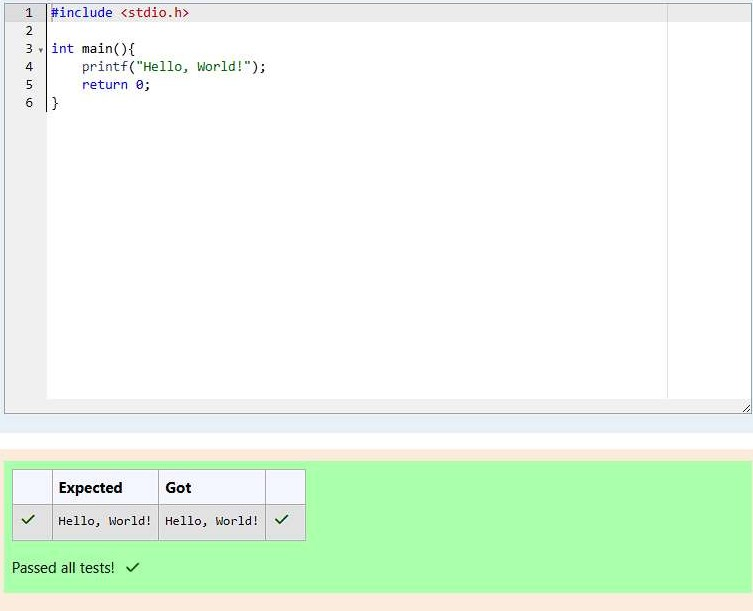 1 #include <stdio.h>
2
3 int main(){
4     printf("Hello, World!");
5     return 0;
6 }
Expected Got
Hello, World! Hello, World!
Passed all tests!